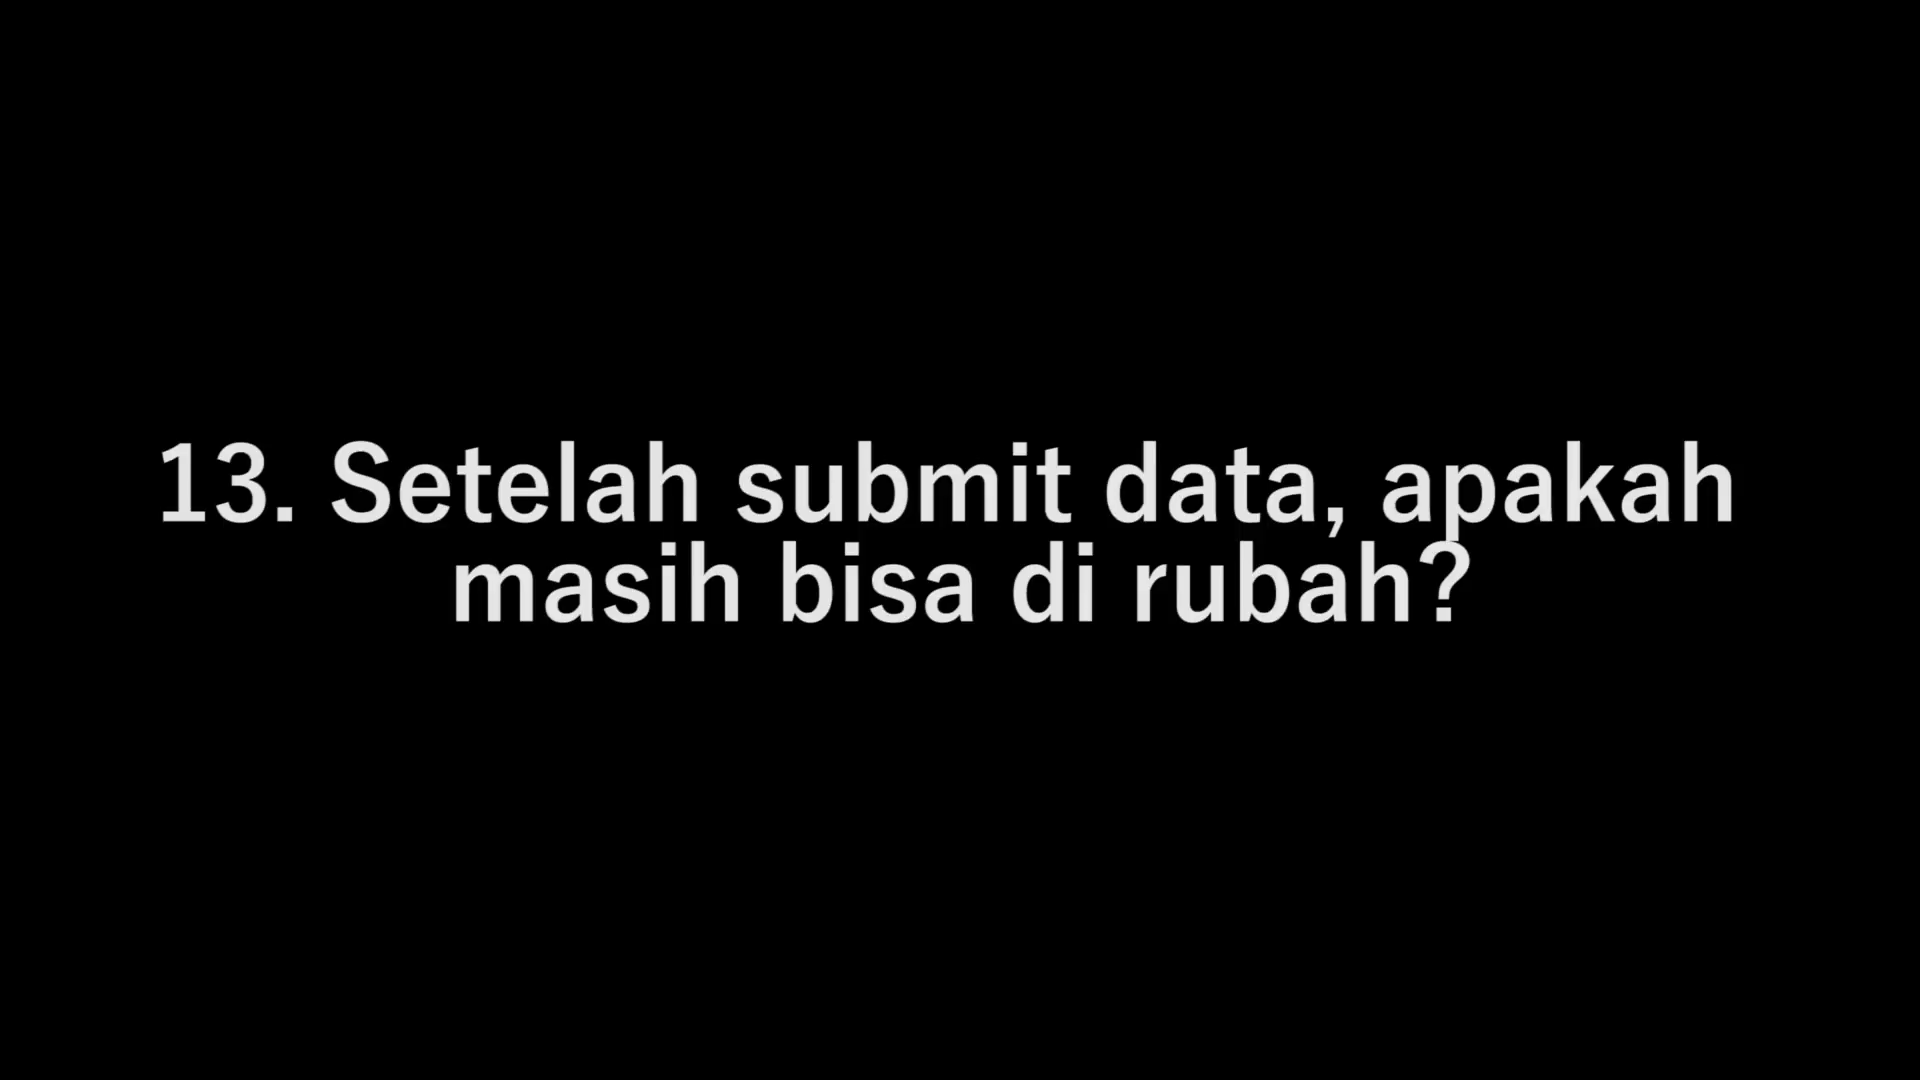 13. Setelah submit data, apakah
masih bisa di rubah?